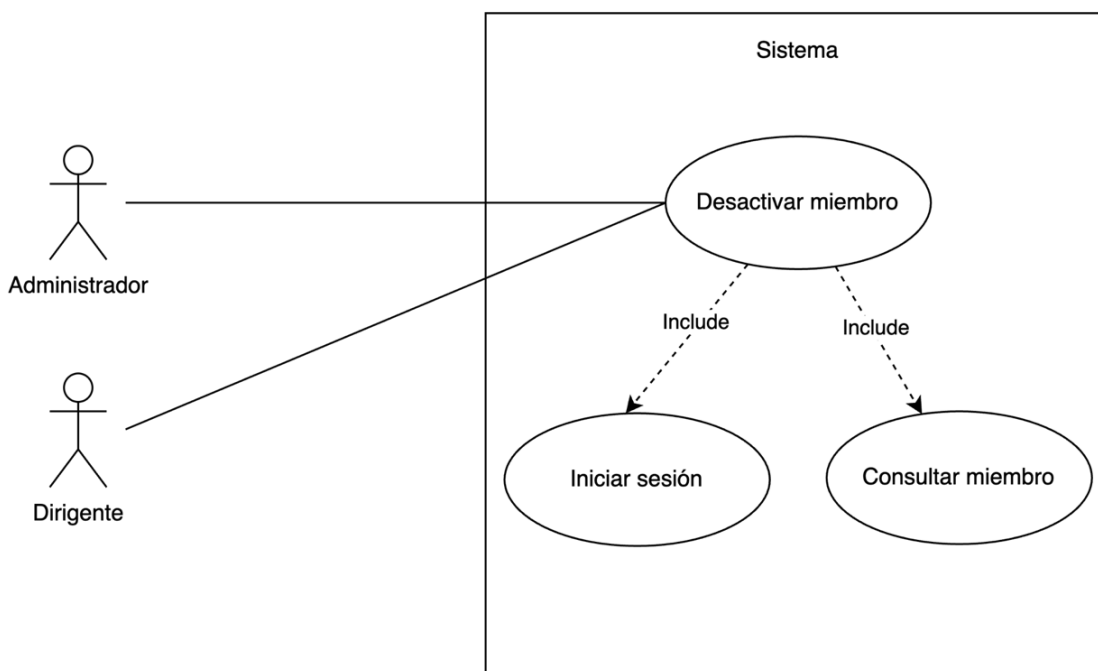 Sistema
Desactivar miembro
Administrador
Include
Include
Iniciar sesión
Consultar miembro
Dirigente